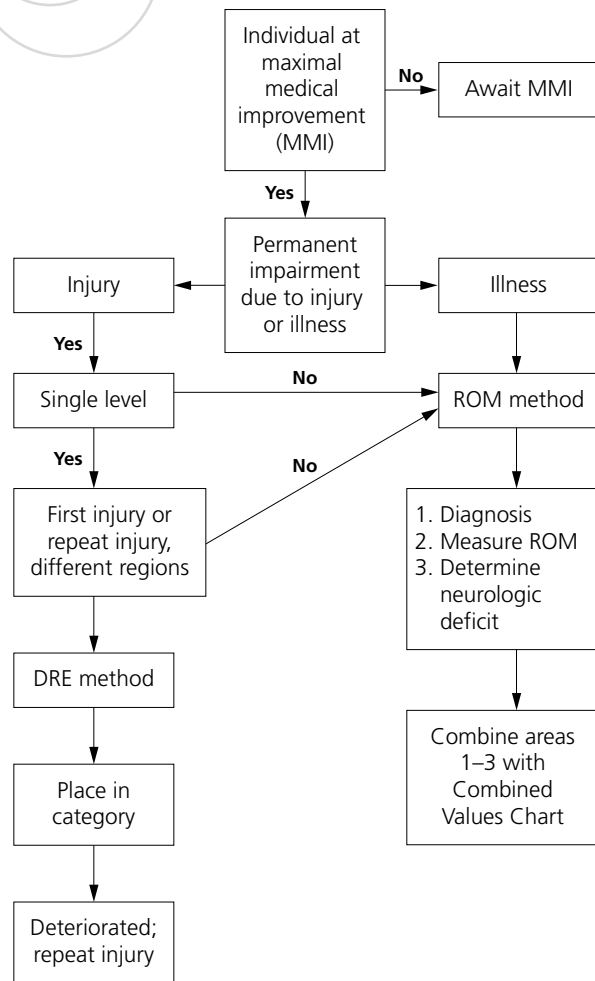 Individual at
maximal
medical
improvement
(MMI)
No
Await MMI
Yes
Permanent
impairment
due to injury
or illness
Injury
Illness
Yes
Single level
No
ROM method
Yes
No
First injury or
repeat injury,
different regions
1. Diagnosis
2. Measure ROM
3. Determine
neurologic
deficit
DRE method
Combine areas
1–3 with
Combined
Values Chart
Place in
category
Deteriorated;
repeat injury